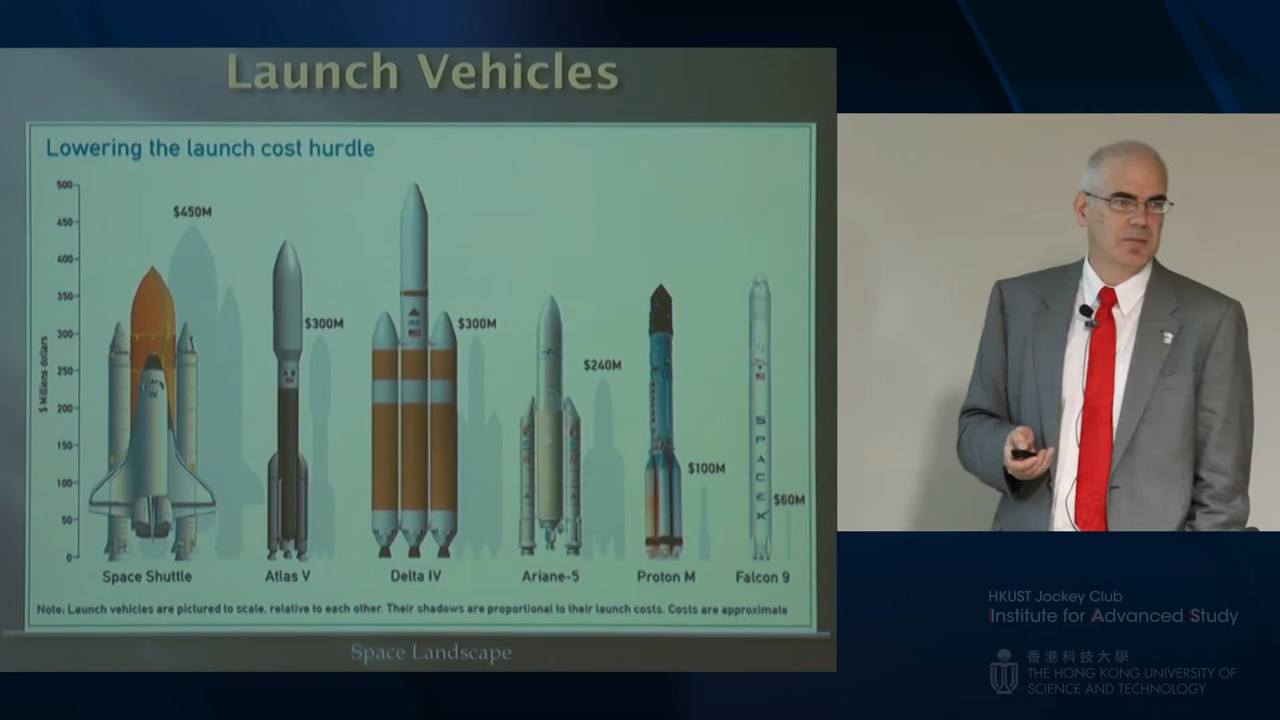 Launch Vehicles
Lowering the launch cost hurdle
500
450
400
350
300
250
200
150
100
50
0
$ Millions dollars
$450M
$300M
$300M
$240M
$100M
$60M
SPACEX
Space Shuttle
Atlas V
Delta IV
Ariane-5
Proton M
Falcon 9
Note: Launch vehicles are pictured to scale, relative to each other. Their shadows are proportional to their launch costs. Costs are approximate
Space Landscape
HKUST Jockey Club
Institute for Advanced Study
香港科技大學
THE HONG KONG UNIVERSITY OF
SCIENCE AND TECHNOLOGY